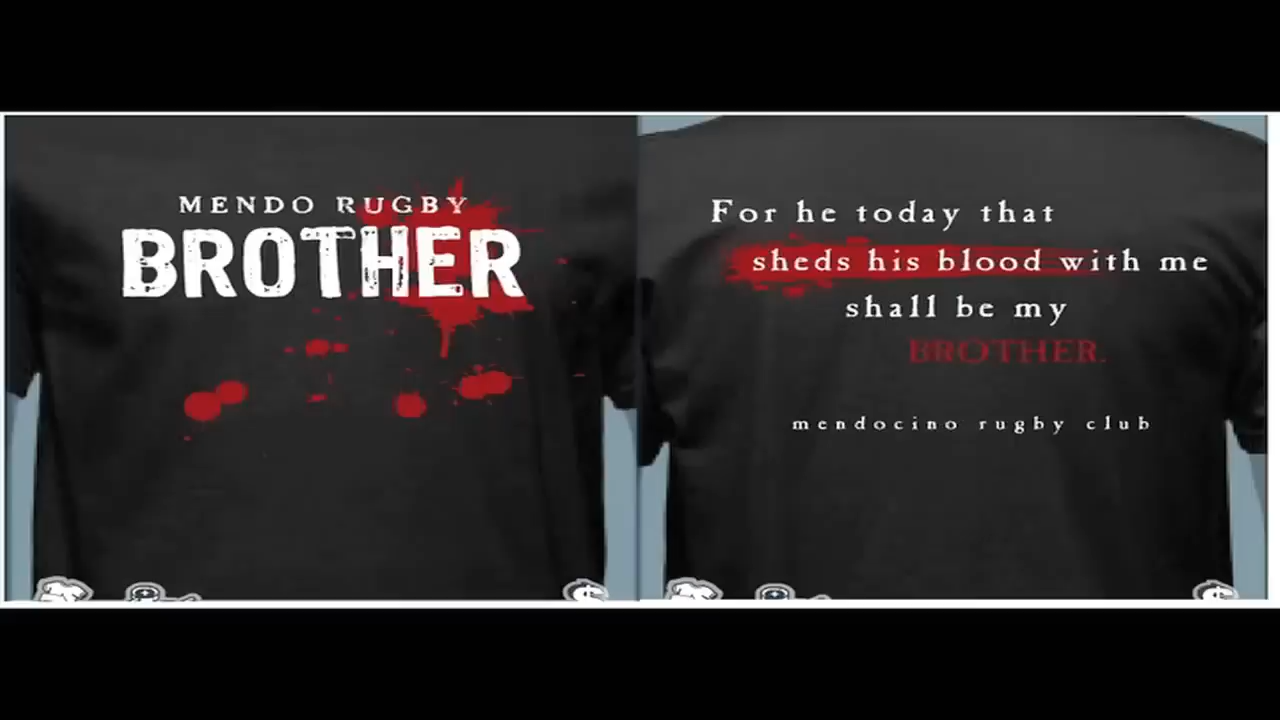 MENDO RUGBY
BROTHER
For he today that
sheds his blood with me
shall be my
BROTHER.
mendocino rugby club